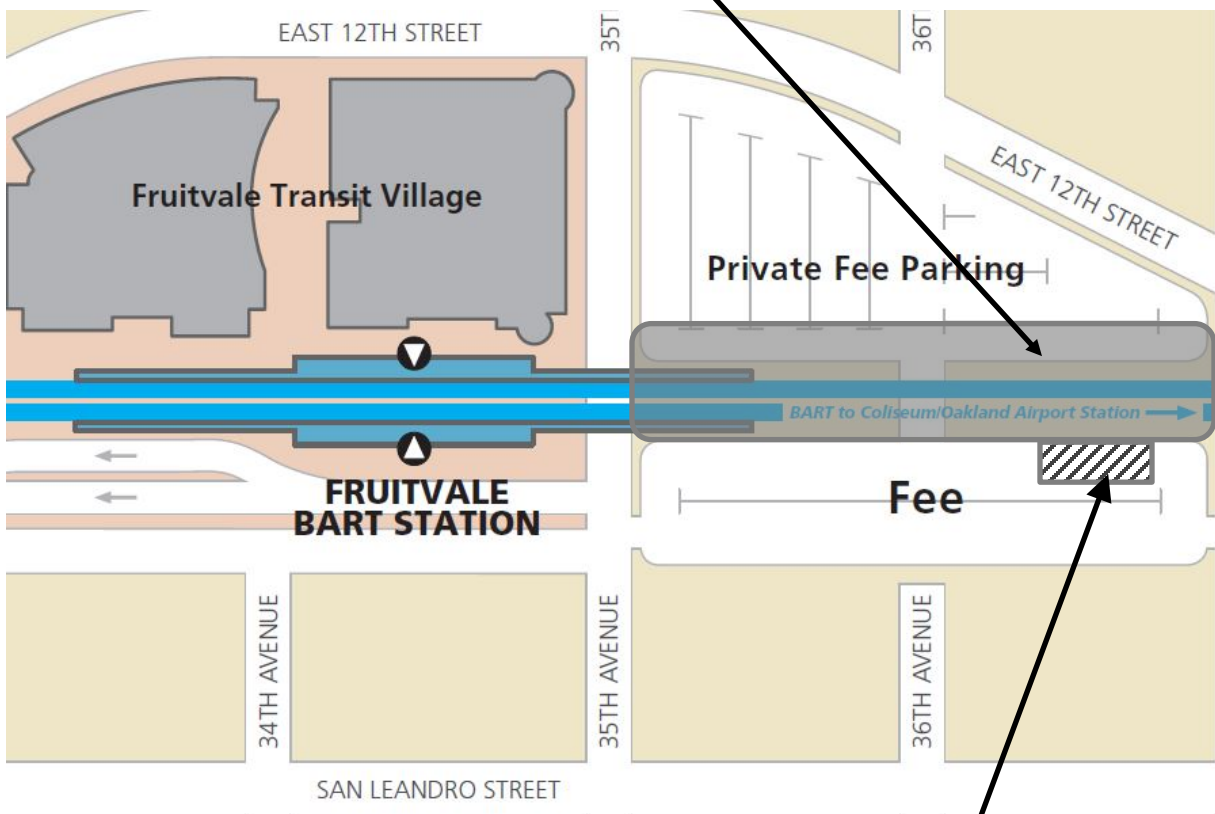 EAST 12TH STREET
35T
36T
EAST 12TH STREET
Fruitvale Transit Village
Private Fee Parking
BART to Coliseum/Oakland Airport Station
FRUITVALE
BART STATION
Fee
34TH AVENUE
35TH AVENUE
36TH AVENUE
SAN LEANDRO STREET